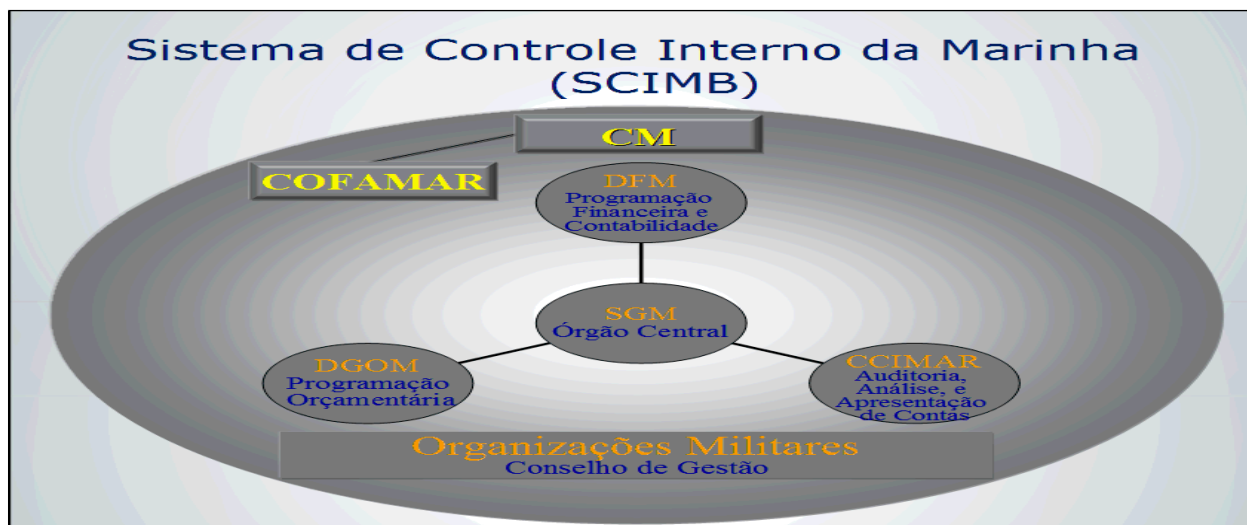 Sistema de Controle Interno da Marinha
(SCIMB)
CM
COFAMAR
DFM
Programação
Financeira e
Contabilidade
SGM
Órgão Central
DGOM
Programação
Orçamentária
CCIMAR
Auditoria,
Análise, e
Apresentação
de Contas
Organizações Militares
Conselho de Gestão